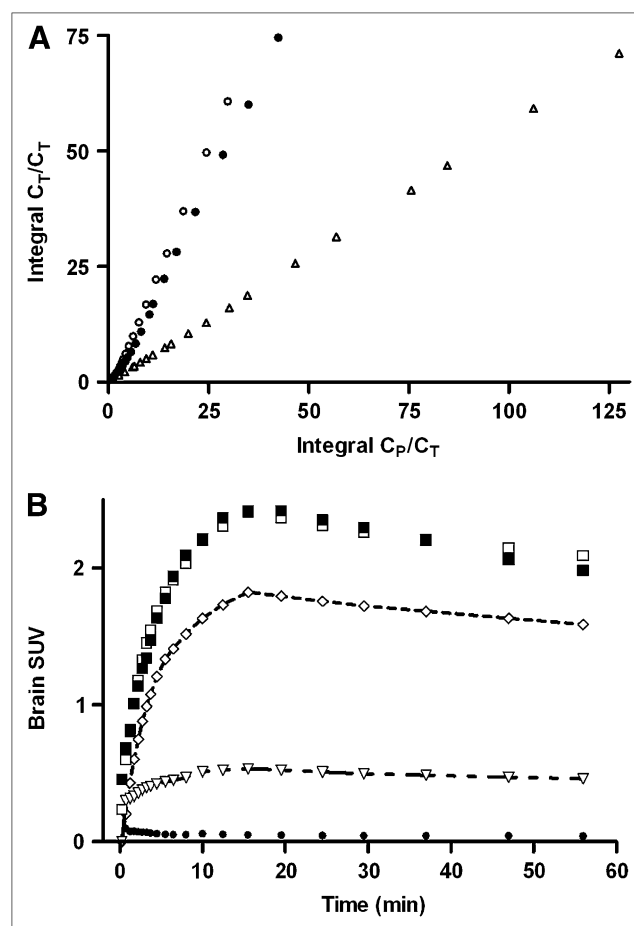 A
75
50
25
0
Integral C_T/C_T
0 25 50 75 100 125
Integral C_P/C_T
B
2
1
0
Brain SUV
0 10 20 30 40 50 60
Time (min)